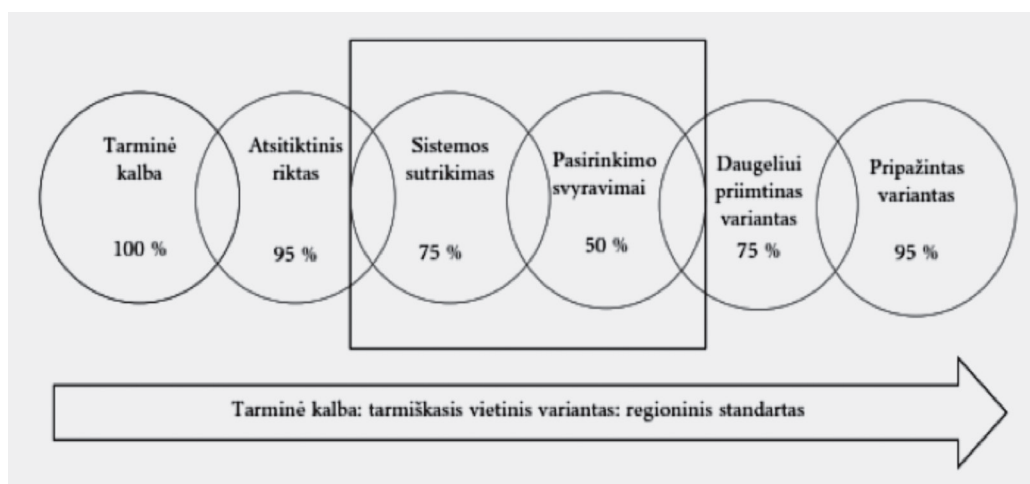 Tarminė
kalba
100 %
Atsitiktinis
riktas
95 %
Sistemos
sutrikimas
75 %
Pasirinkimo
svyravimai
50 %
Daugeliui
priimtinas
variantas
75 %
Pripažintas
variantas
95 %
Tarminė kalba: tarmiškasis vietinis variantas: regioninis standartas